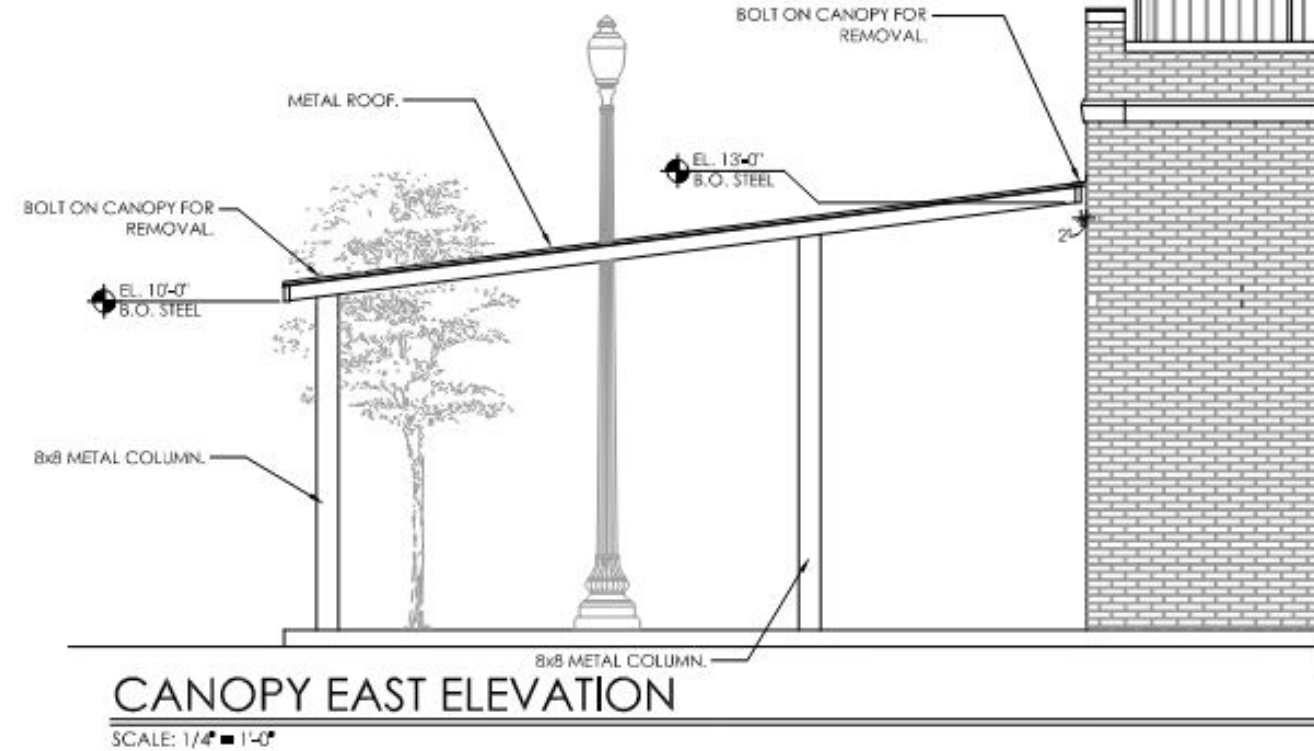 BOLT ON CANOPY FOR
REMOVAL.
METAL ROOF.
EL. 13'-0"
B.O. STEEL
BOLT ON CANOPY FOR
REMOVAL.
2"
EL. 10'-0"
B.O. STEEL
8x8 METAL COLUMN.
8x8 METAL COLUMN.
CANOPY EAST ELEVATION
SCALE: 1/4" = 1'-0"